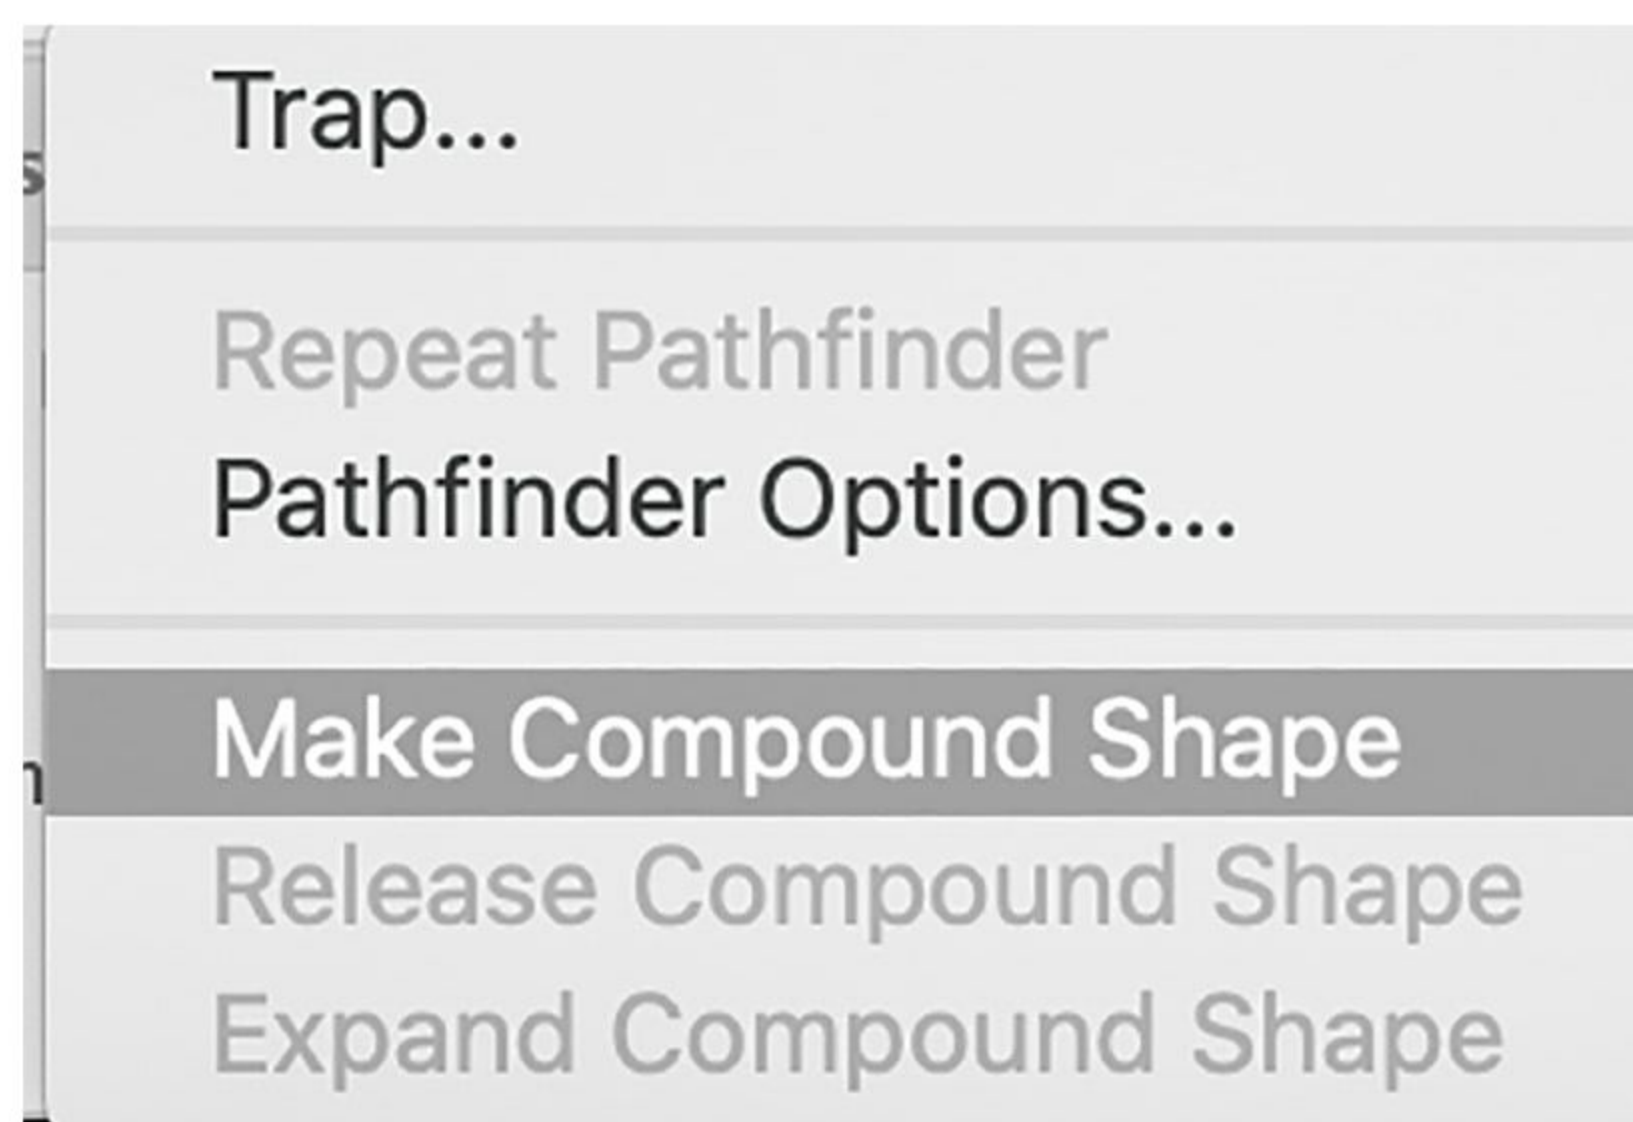 Trap...
Repeat Pathfinder
Pathfinder Options...
Make Compound Shape
Release Compound Shape
Expand Compound Shape